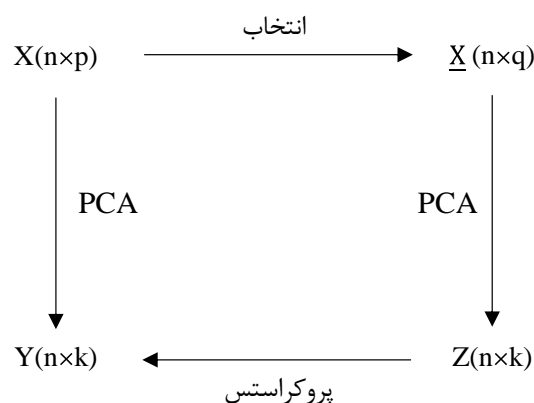 انتخاب
X(n×p)
X (n×q)
PCA
PCA
Y(n×k)
Z(n×k)
پروکراستس